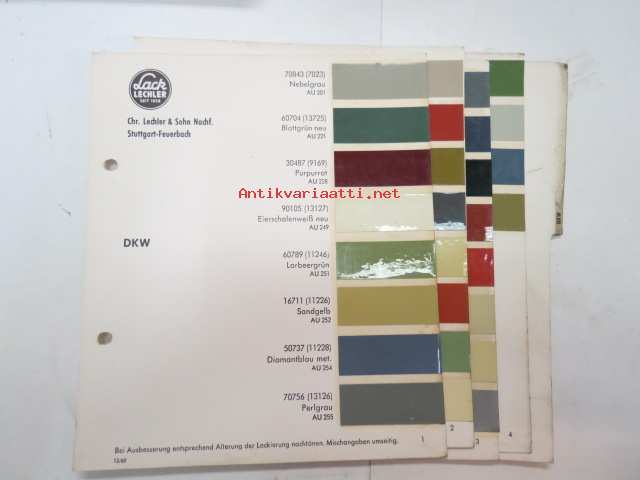 Lack
LECHLER
SEIT 1858
Chr. Lechler & Sohn Nachf.
Stuttgart-Feuerbach
DKW
70843 (7023)
Nebelgrau
AU 201
60704 (13725)
Blattgrün neu
AU 221
30487 (9169)
Purpurrot
AU 238
Antikvariaatti.net
90105 (13127)
Eierschalenweiß neu
AU 249
60789 (11246)
Lorbeergrün
AU 251
16711 (11226)
Sandgelb
AU 252
50737 (11228)
Diamantblau met.
AU 254
70756 (13126)
Perlgrau
AU 255
Bei Ausbesserung entsprechend Alterung der Lackierung nachtönen. Mischangaben umseitig.
1
2
3
4